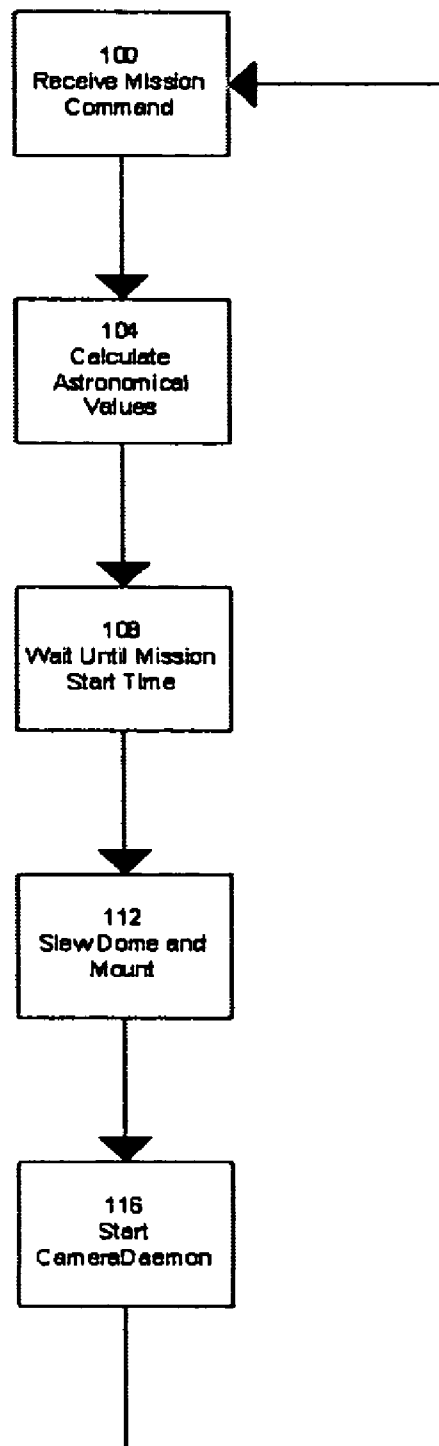 100
Receive Mission
Command
104
Calculate
Astronomical
Values
108
Wait Until Mission
Start Time
112
Slew Dome and
Mount
116
Start
CameraDaemon